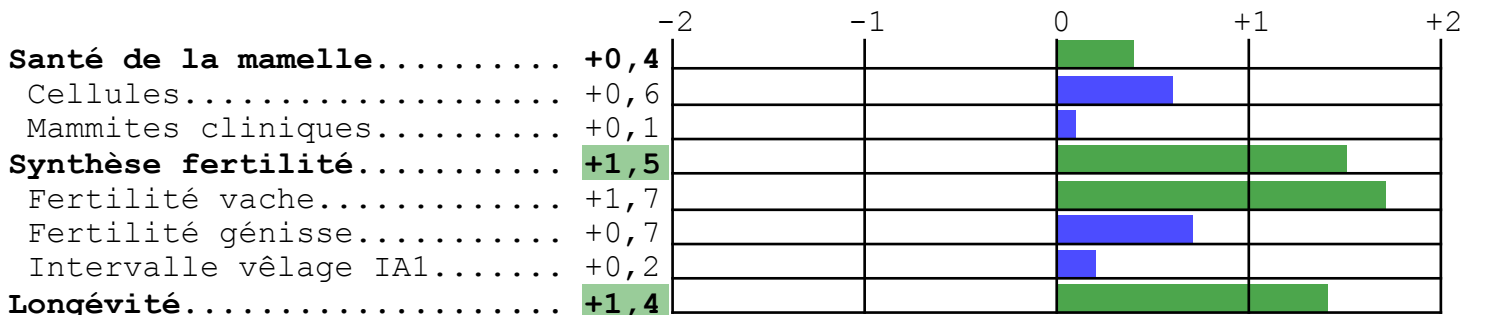 -2 -1 0 +1 +2
Santé de la mamelle.......... +0,4
Cellules.................... +0,6
Mammites cliniques.......... +0,1
Synthèse fertilité........... +1,5
Fertilité vache............. +1,7
Fertilité génisse........... +0,7
Intervalle vêlage IA1....... +0,2
Longévité.................... +1,4